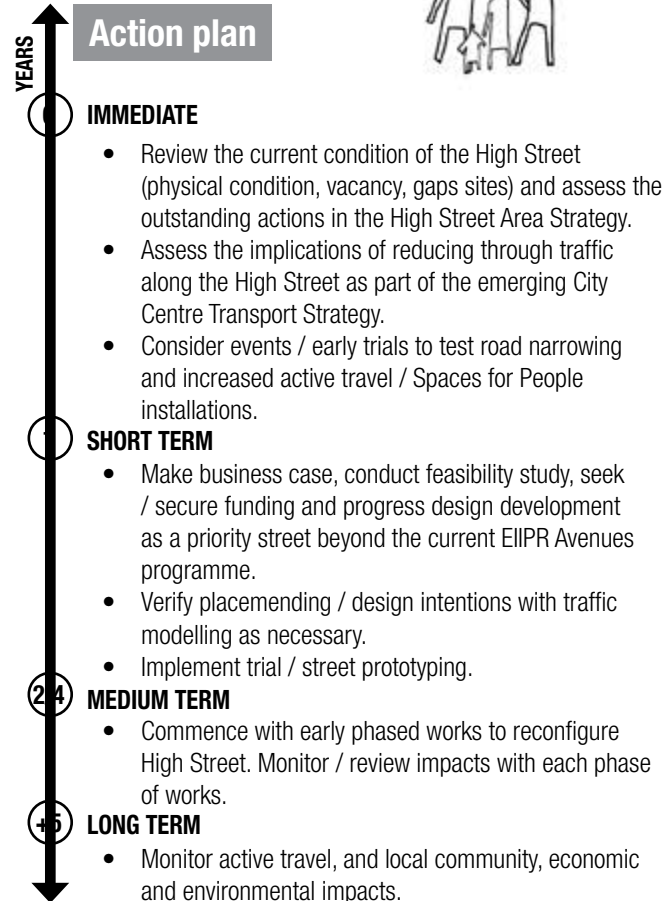 YEARS
Action plan
IMMEDIATE
• Review the current condition of the High Street
(physical condition, vacancy, gaps sites) and assess the
outstanding actions in the High Street Area Strategy.
• Assess the implications of reducing through traffic
along the High Street as part of the emerging City
Centre Transport Strategy.
• Consider events / early trials to test road narrowing
and increased active travel / Spaces for People
installations.
SHORT TERM
• Make business case, conduct feasibility study, seek
/ secure funding and progress design development
as a priority street beyond the current EIIPR Avenues
programme.
• Verify placemending / design intentions with traffic
modelling as necessary.
• Implement trial / street prototyping.
2 4 MEDIUM TERM
• Commence with early phased works to reconfigure
High Street. Monitor / review impacts with each phase
of works.
+5 LONG TERM
• Monitor active travel, and local community, economic
and environmental impacts.